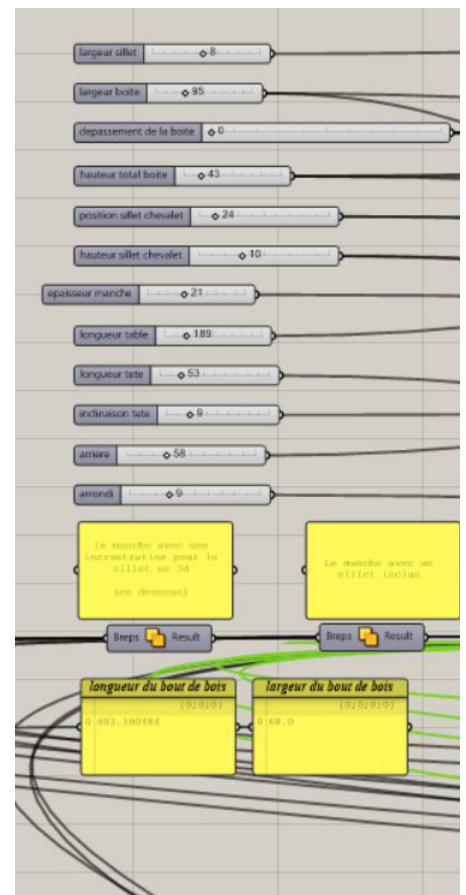 largeur sillet 8
largeur boite 95
depassement de la boite 0
hauteur total boite 43
position sillet chevalet 24
hauteur sillet chevalet 10
epaisseur manche 21
longueur table 189
longueur tete 53
inclinaison tete 9
arriere 58
arrondi 9
le manche avec une
incrustration pour le
sillet en 3d
(en dessous)
Le manche avec un
sillet inclus
Breps Result
Breps Result
longueur du bout de bois
{0;0;0}
0 403.100484
largeur du bout de bois
{0;0;0}
0 68.0